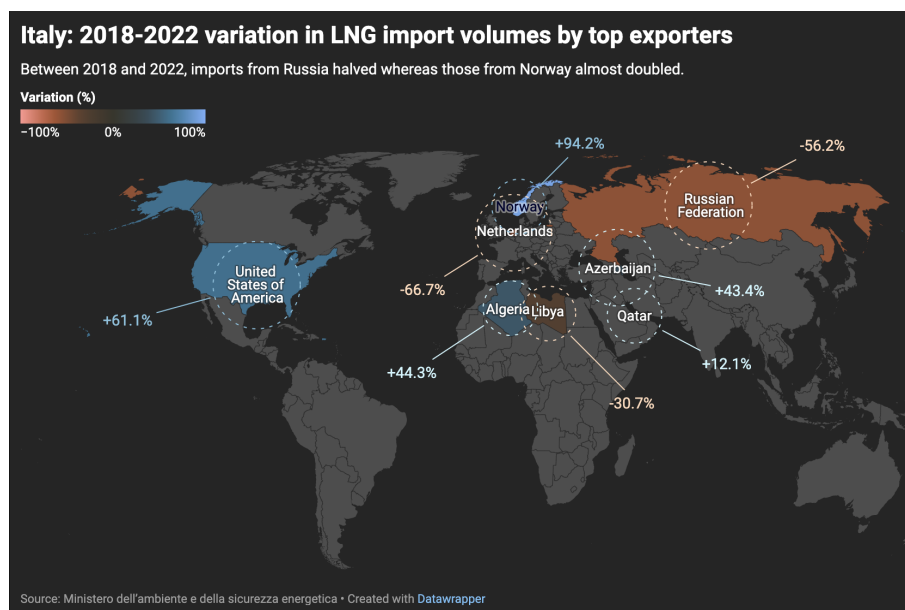 Italy: 2018-2022 variation in LNG import volumes by top exporters
Between 2018 and 2022, imports from Russia halved whereas those from Norway almost doubled.
Variation (%)
−100% 0% 100%
+94.2%
-56.2%
Norway
Russian
Federation
Netherlands
United
States of
America
Azerbaijan
-66.7%
+43.4%
+61.1%
Algeria
Libya
Qatar
+44.3%
+12.1%
-30.7%
Source: Ministero dell'ambiente e della sicurezza energetica • Created with Datawrapper